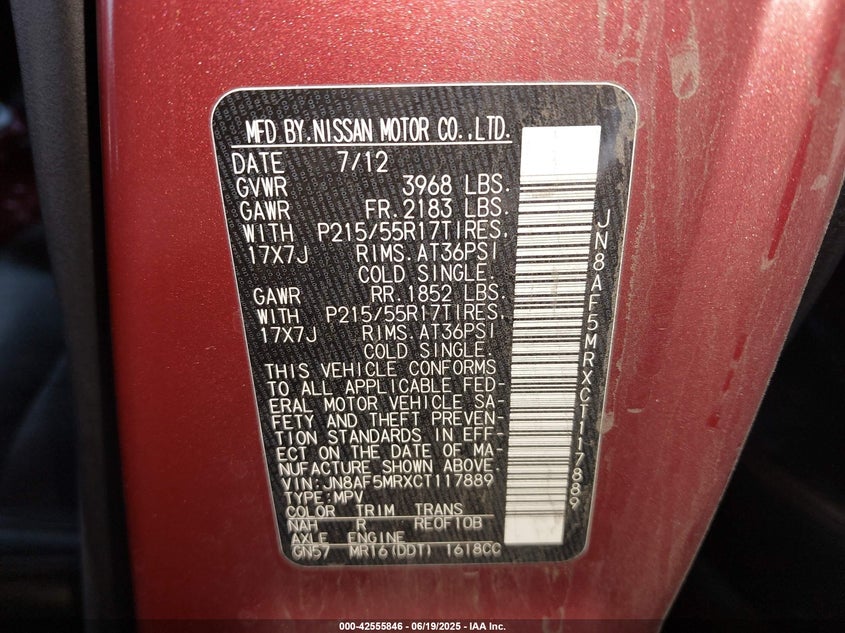 MFD BY.NISSAN MOTOR CO.,LTD.
DATE 7/12
GVWR 3968 LBS.
GAWR FR.2183 LBS.
WITH P215/55R17TIRES.
17X7J RIMS.AT36PSI
COLD SINGLE.
GAWR RR.1852 LBS.
WITH P215/55R17TIRES.
17X7J RIMS.AT36PSI
COLD SINGLE.
THIS VEHICLE CONFORMS
TO ALL APPLICABLE FED-
ERAL MOTOR VEHICLE SA-
FETY AND THEFT PREVEN-
TION STANDARDS IN EFF-
ECT ON THE DATE OF MA-
NUFACTURE SHOWN ABOVE.
VIN:JN8AF5MRXCT117889
TYPE:MPV
COLOR TRIM TRANS
NAH R RE0F10B
AXLE ENGINE
GN57 MR16(DDT) 1618CC
JN8AF5MRXCT117889
000-42555846 - 06/19/2025 - IAA Inc.